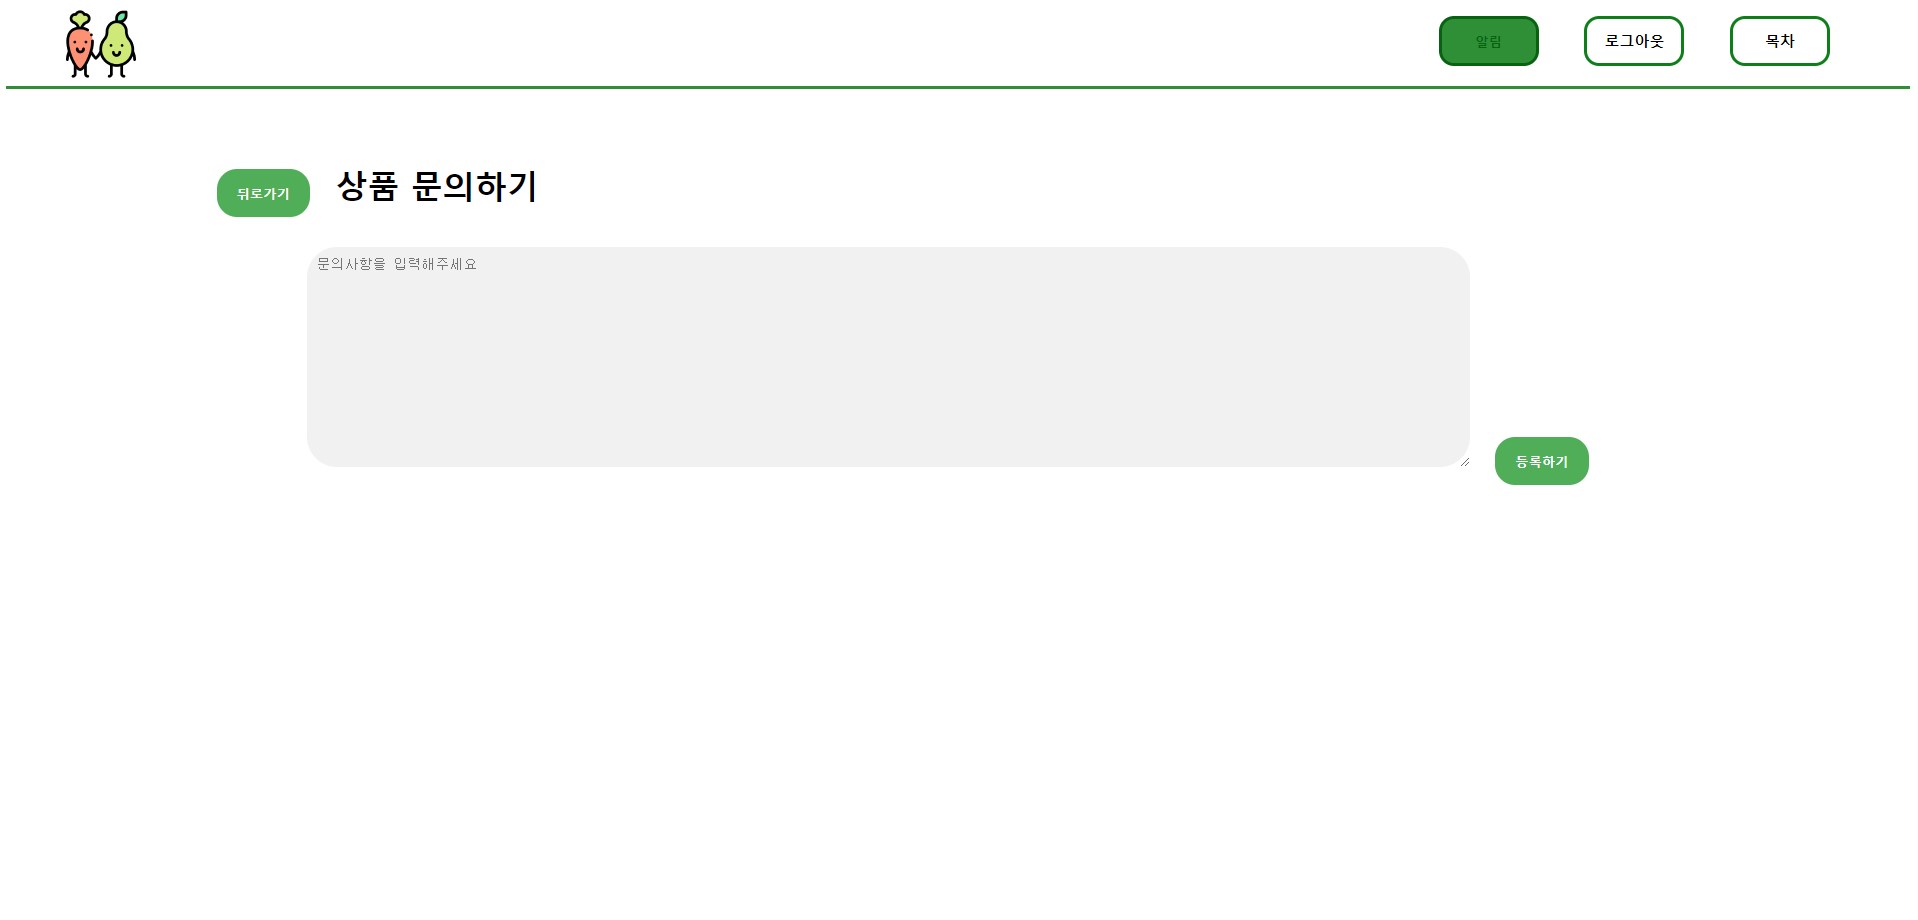 알림
로그아웃
목차
뒤로가기
상품 문의하기
문의사항을 입력해주세요
등록하기